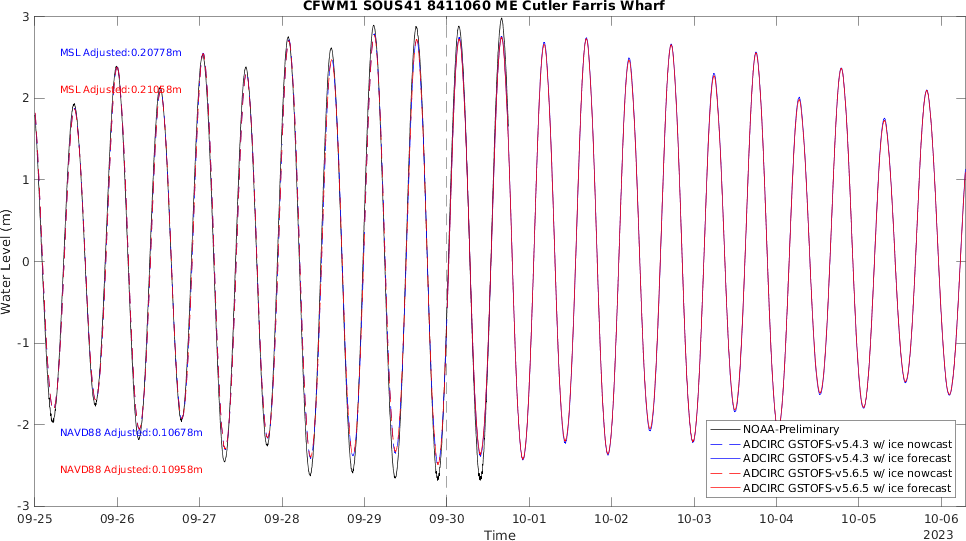 CFWM1 SOUS41 8411060 ME Cutler Farris Wharf
3
2
1
0
-1
-2
-3
Water Level (m)
MSL Adjusted:0.20778m
MSL Adjusted:0.21058m
NAVD88 Adjusted:0.10678m
NAVD88 Adjusted:0.10958m
NOAA-Preliminary
ADCIRC GSTOFS-v5.4.3 w/ ice nowcast
ADCIRC GSTOFS-v5.4.3 w/ ice forecast
ADCIRC GSTOFS-v5.6.5 w/ ice nowcast
ADCIRC GSTOFS-v5.6.5 w/ ice forecast
09-25 09-26 09-27 09-28 09-29 09-30 10-01 10-02 10-03 10-04 10-05 10-06
2023
Time